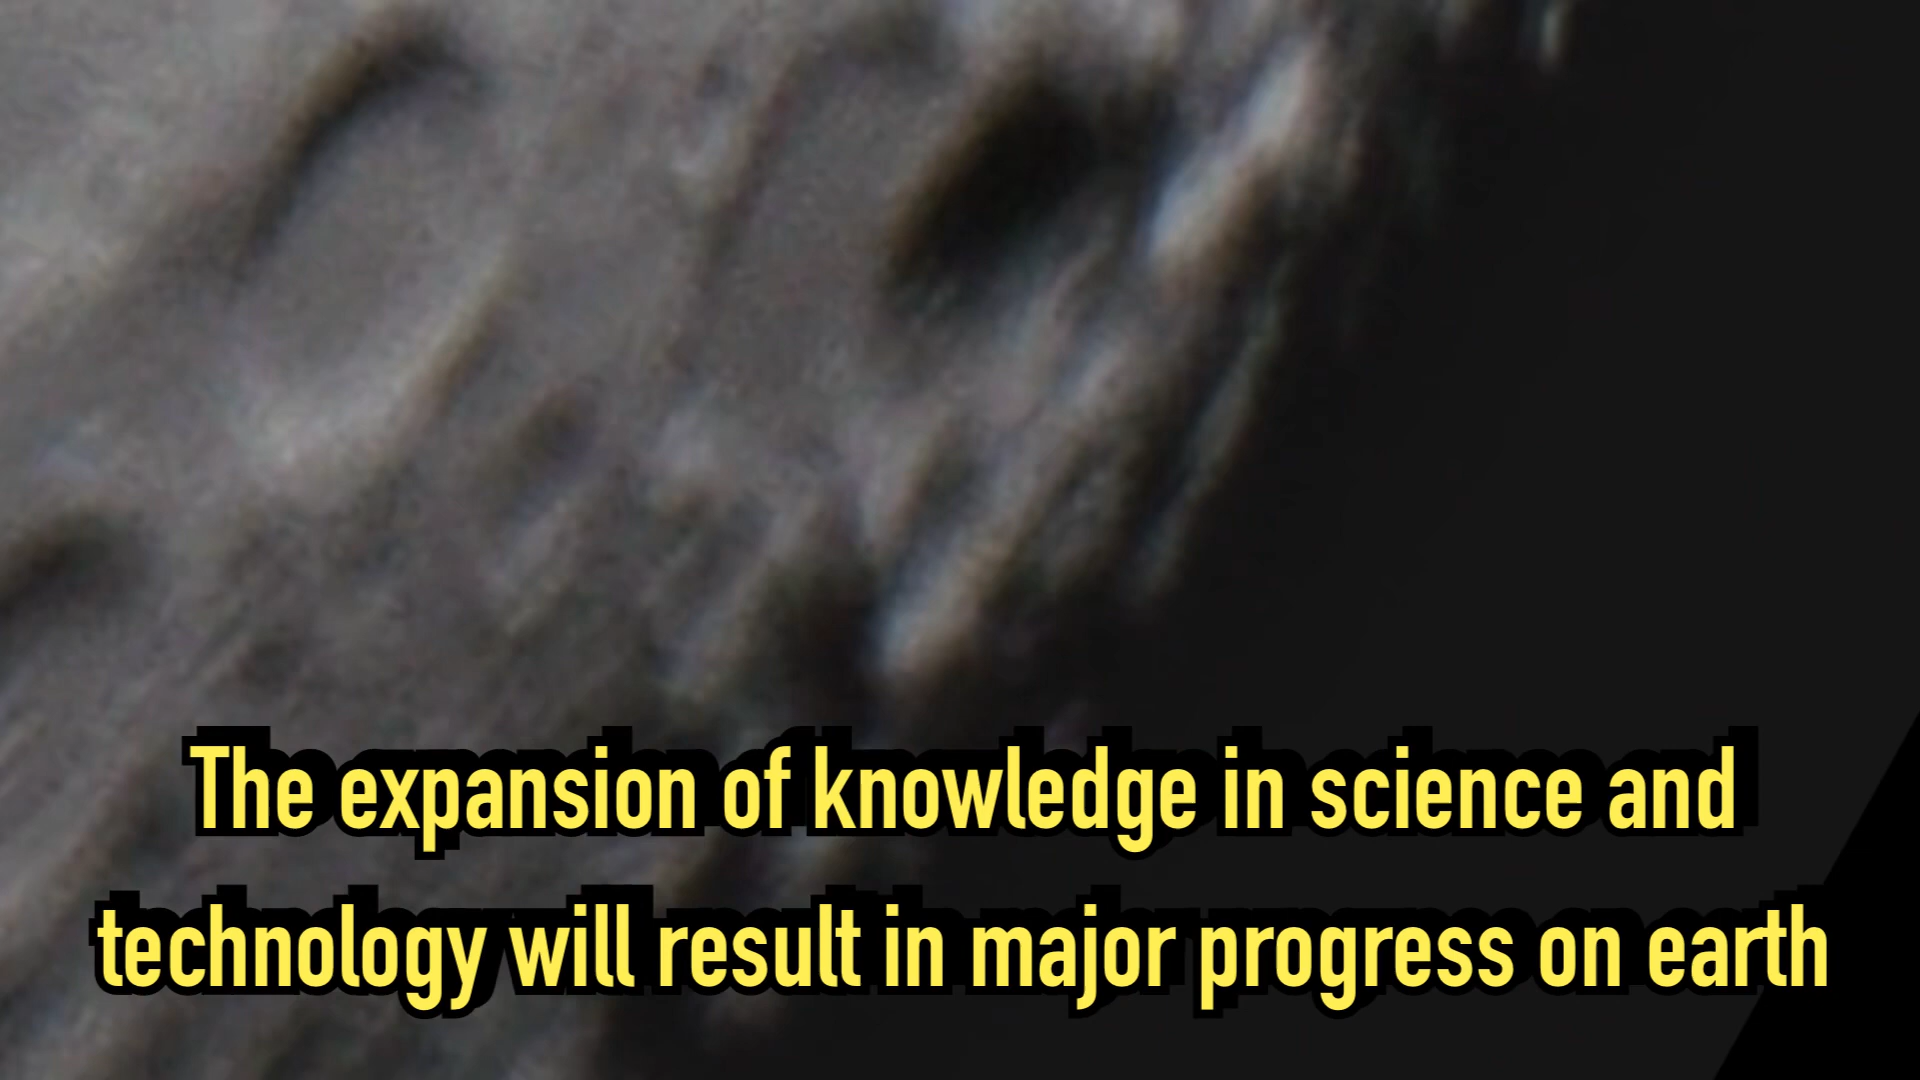 The expansion of knowledge in science and
technology will result in major progress on earth